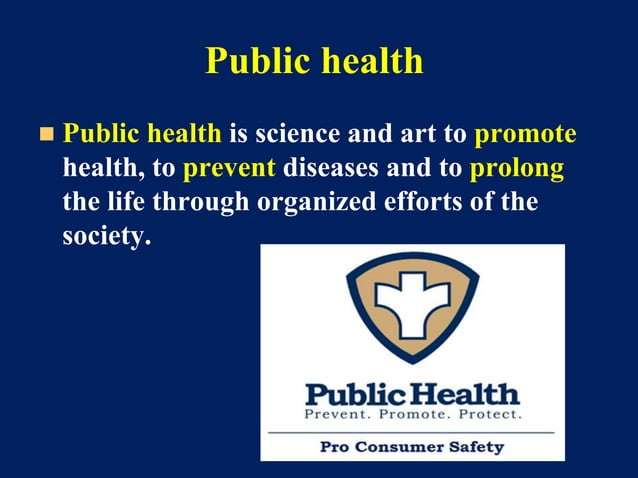 Public health
Public health is science and art to promote
health, to prevent diseases and to prolong
the life through organized efforts of the
society.
Public Health
Prevent. Promote. Protect.
Pro Consumer Safety